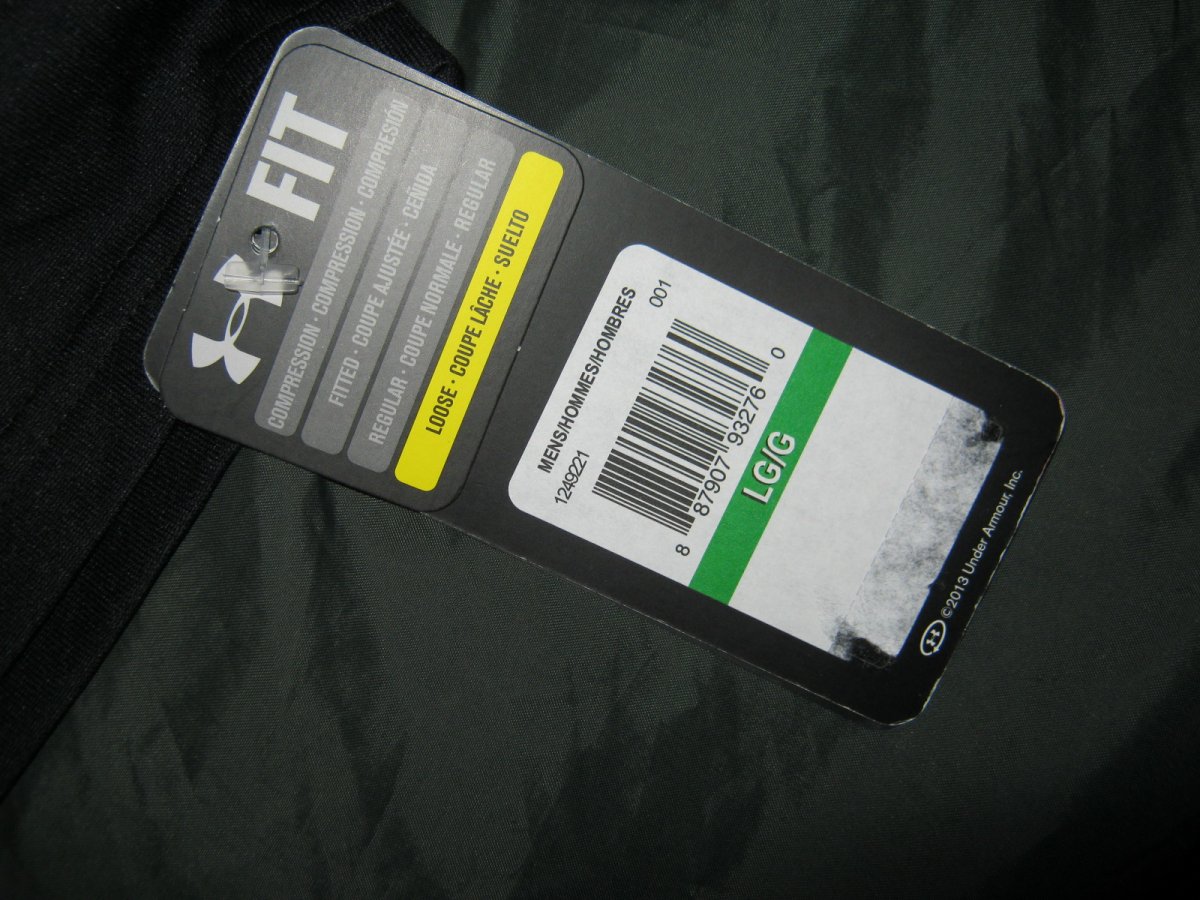 FIT
COMPRESSION · COMPRESSION · COMPRESIÓN
FITTED · COUPE AJUSTÉE · CEÑIDA
REGULAR · COUPE NORMALE · REGULAR
LOOSE · COUPE LÂCHE · SUELTO
MENS/HOMMES/HOMBRES
1249221 001
8 87907 93276 0
LG/G
©2013 Under Armour, Inc.